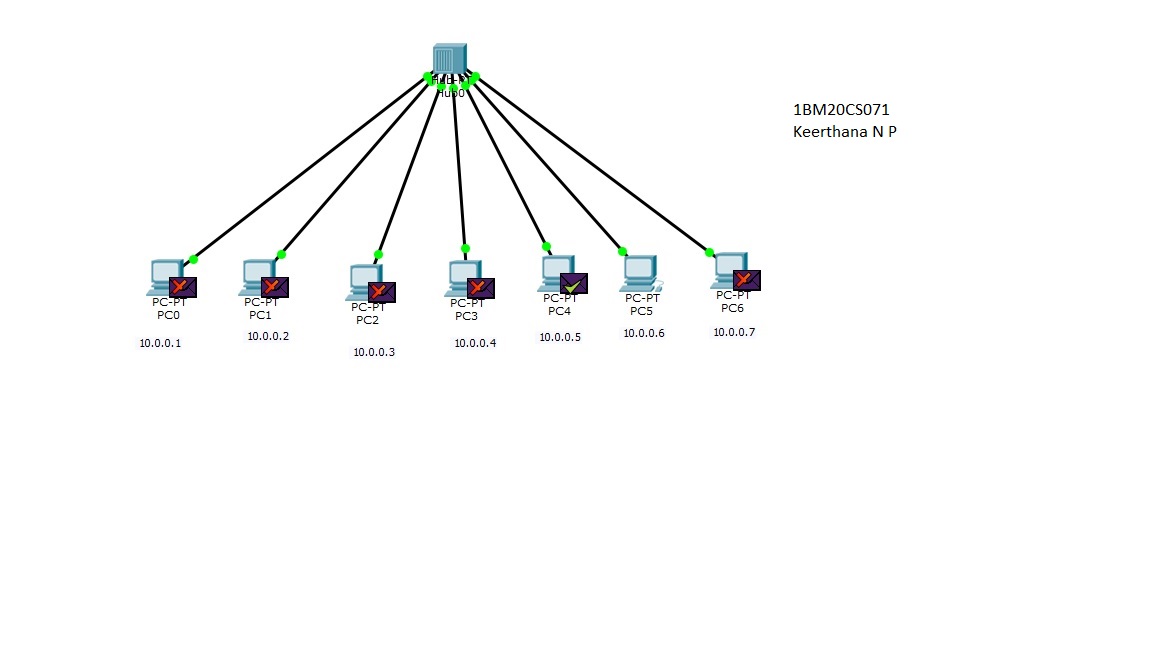 Hub-PT
Hub0
1BM20CS071
Keerthana N P
PC-PT
PC0
10.0.0.1
PC-PT
PC1
10.0.0.2
PC-PT
PC2
10.0.0.3
PC-PT
PC3
10.0.0.4
PC-PT
PC4
10.0.0.5
PC-PT
PC5
10.0.0.6
PC-PT
PC6
10.0.0.7